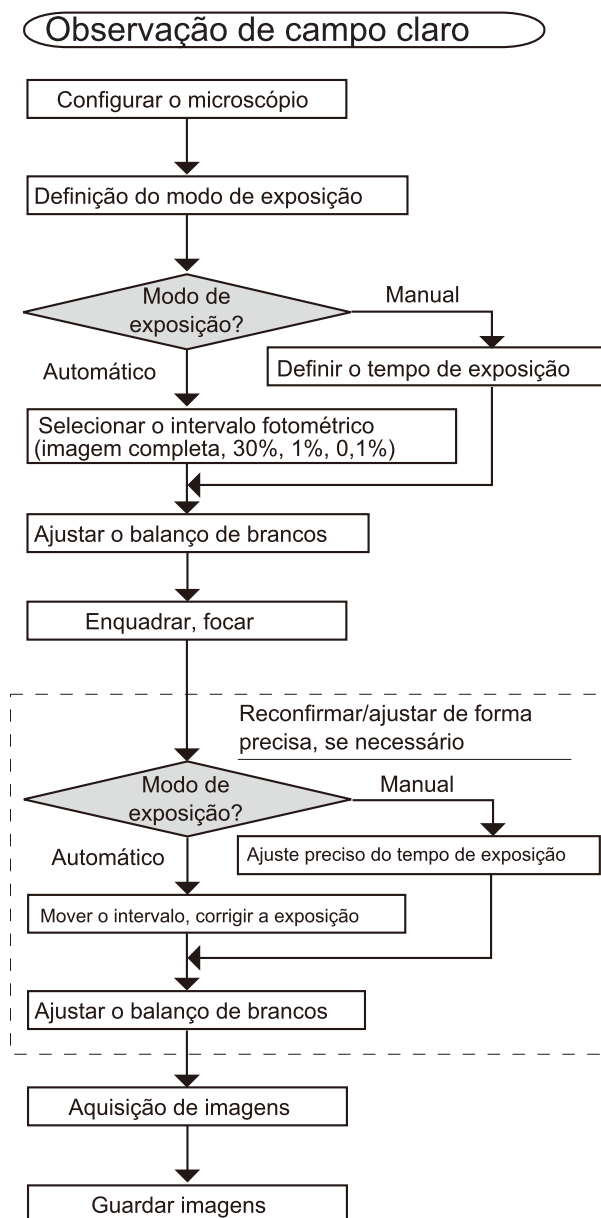 Observação de campo claro
Configurar o microscópio
Definição do modo de exposição
Modo de
exposição?
Manual
Automático
Definir o tempo de exposição
Selecionar o intervalo fotométrico
(imagem completa, 30%, 1%, 0,1%)
Ajustar o balanço de brancos
Enquadrar, focar
Reconfirmar/ajustar de forma
precisa, se necessário
Modo de
exposição?
Manual
Automático
Ajuste preciso do tempo de exposição
Mover o intervalo, corrigir a exposição
Ajustar o balanço de brancos
Aquisição de imagens
Guardar imagens